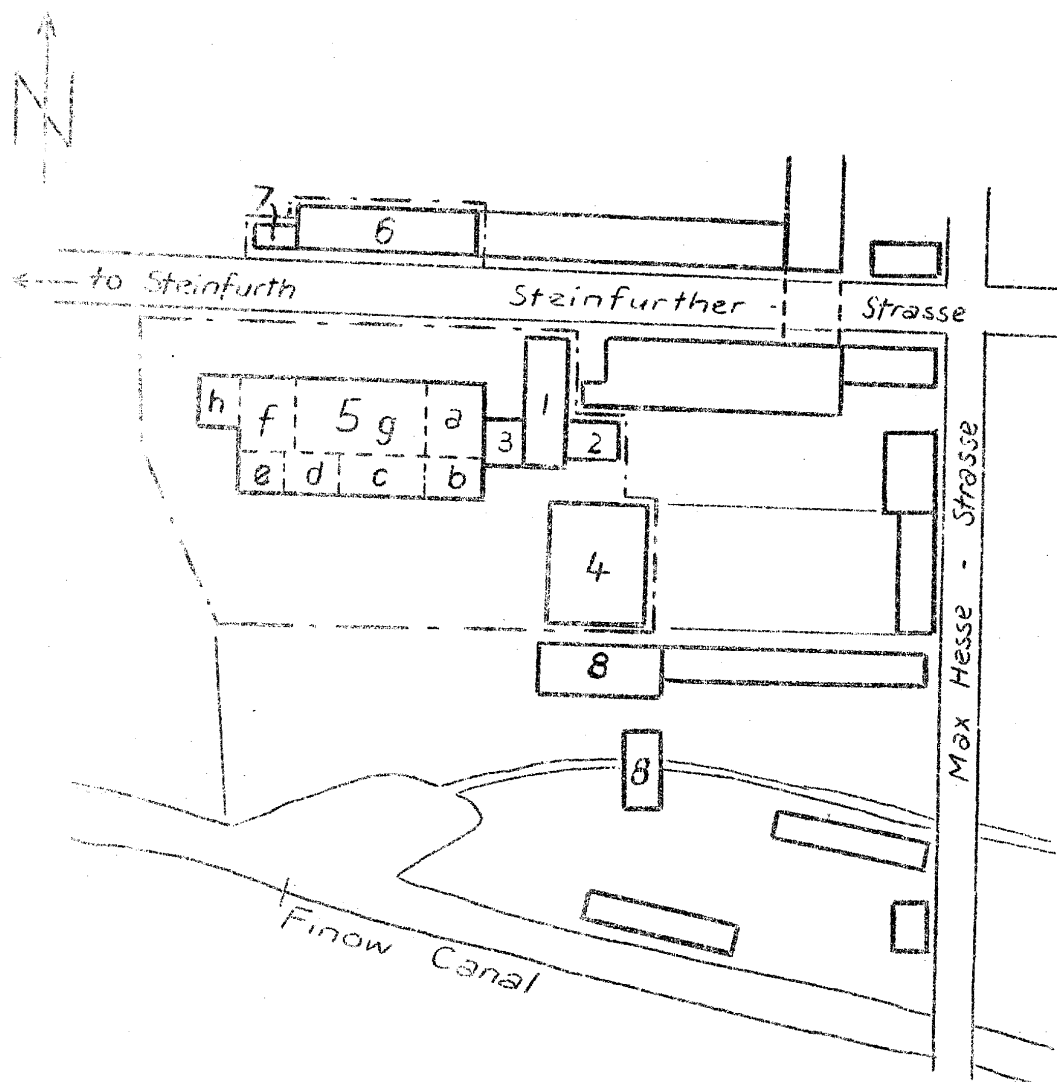 N
7
6
<--- to Steinfurth
Steinfurther - Strasse
h
f
5 g
a
1
3
2
e
d
c
b
4
8
8
Max Hesse - Strasse
Finow Canal